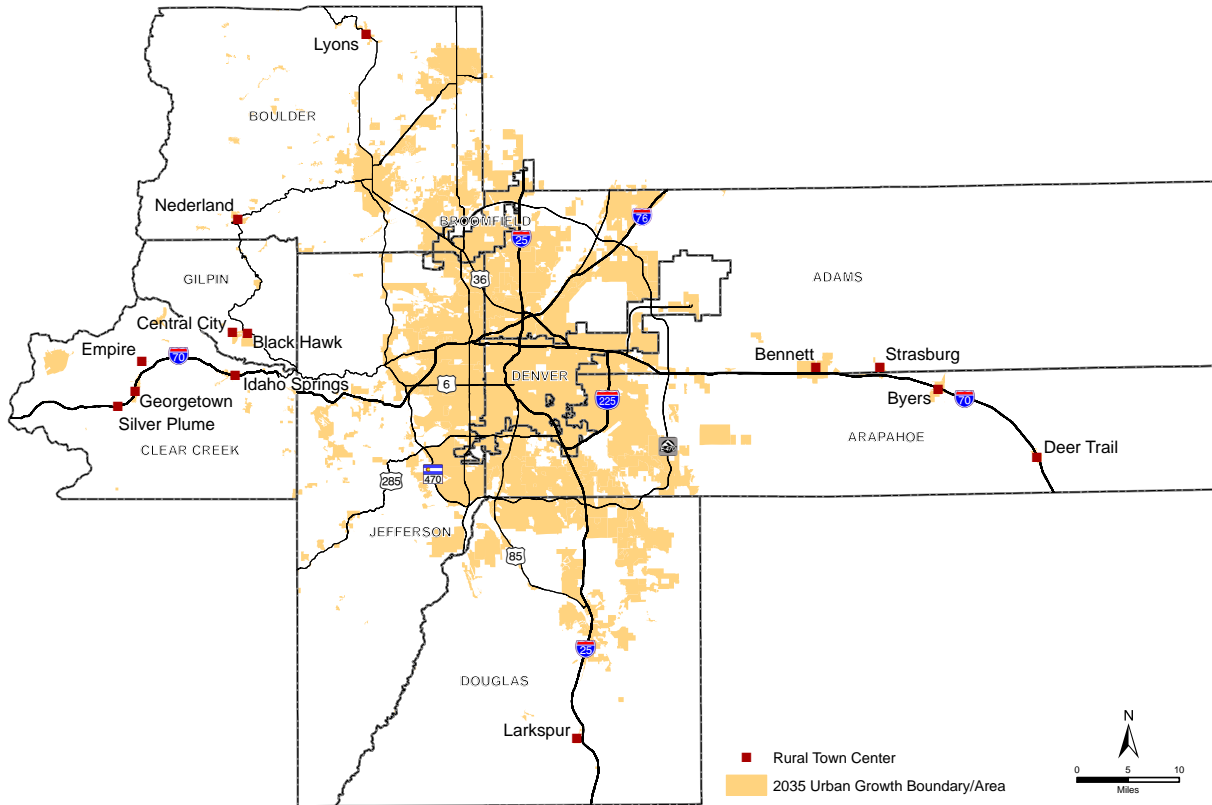 Lyons
BOULDER
Nederland
BROOMFIELD
76
25
GILPIN
36
ADAMS
Central City
Black Hawk
Empire
70
Bennett
Strasburg
Idaho Springs
6
DENVER
Georgetown
225
Byers
70
Silver Plume
CLEAR CREEK
ARAPAHOE
Deer Trail
285
470
JEFFERSON
85
25
DOUGLAS
Larkspur
N
Rural Town Center
0 5 10
Miles
2035 Urban Growth Boundary/Area